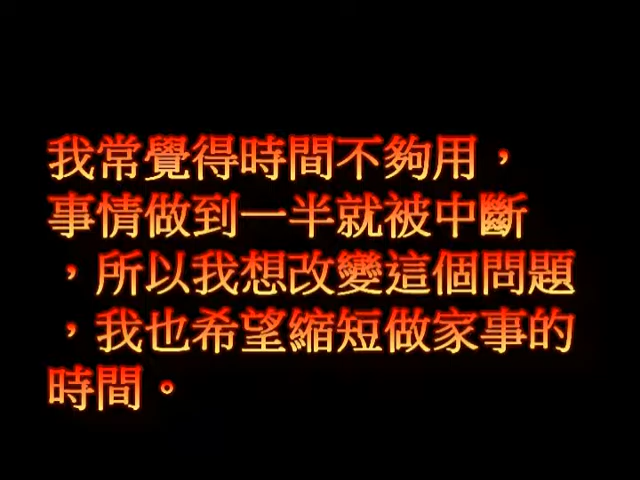 我常覺得時間不夠用，
事情做到一半就被中斷
，所以我想改變這個問題
，我也希望縮短做家事的
時間。